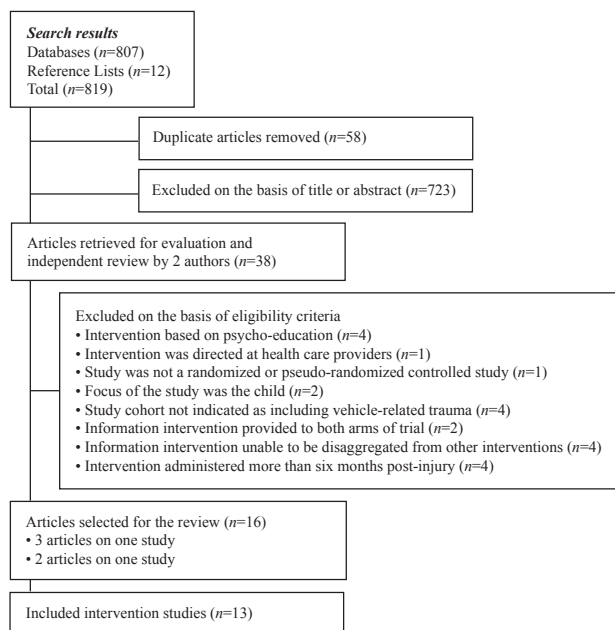 Search results
Databases (n=807)
Reference Lists (n=12)
Total (n=819)
Duplicate articles removed (n=58)
Excluded on the basis of title or abstract (n=723)
Articles retrieved for evaluation and
independent review by 2 authors (n=38)
Excluded on the basis of eligibility criteria
• Intervention based on psycho-education (n=4)
• Intervention was directed at health care providers (n=1)
• Study was not a randomized or pseudo-randomized controlled study (n=1)
• Focus of the study was the child (n=2)
• Study cohort not indicated as including vehicle-related trauma (n=4)
• Information intervention provided to both arms of trial (n=2)
• Information intervention unable to be disaggregated from other interventions (n=4)
• Intervention administered more than six months post-injury (n=4)
Articles selected for the review (n=16)
• 3 articles on one study
• 2 articles on one study
Included intervention studies (n=13)